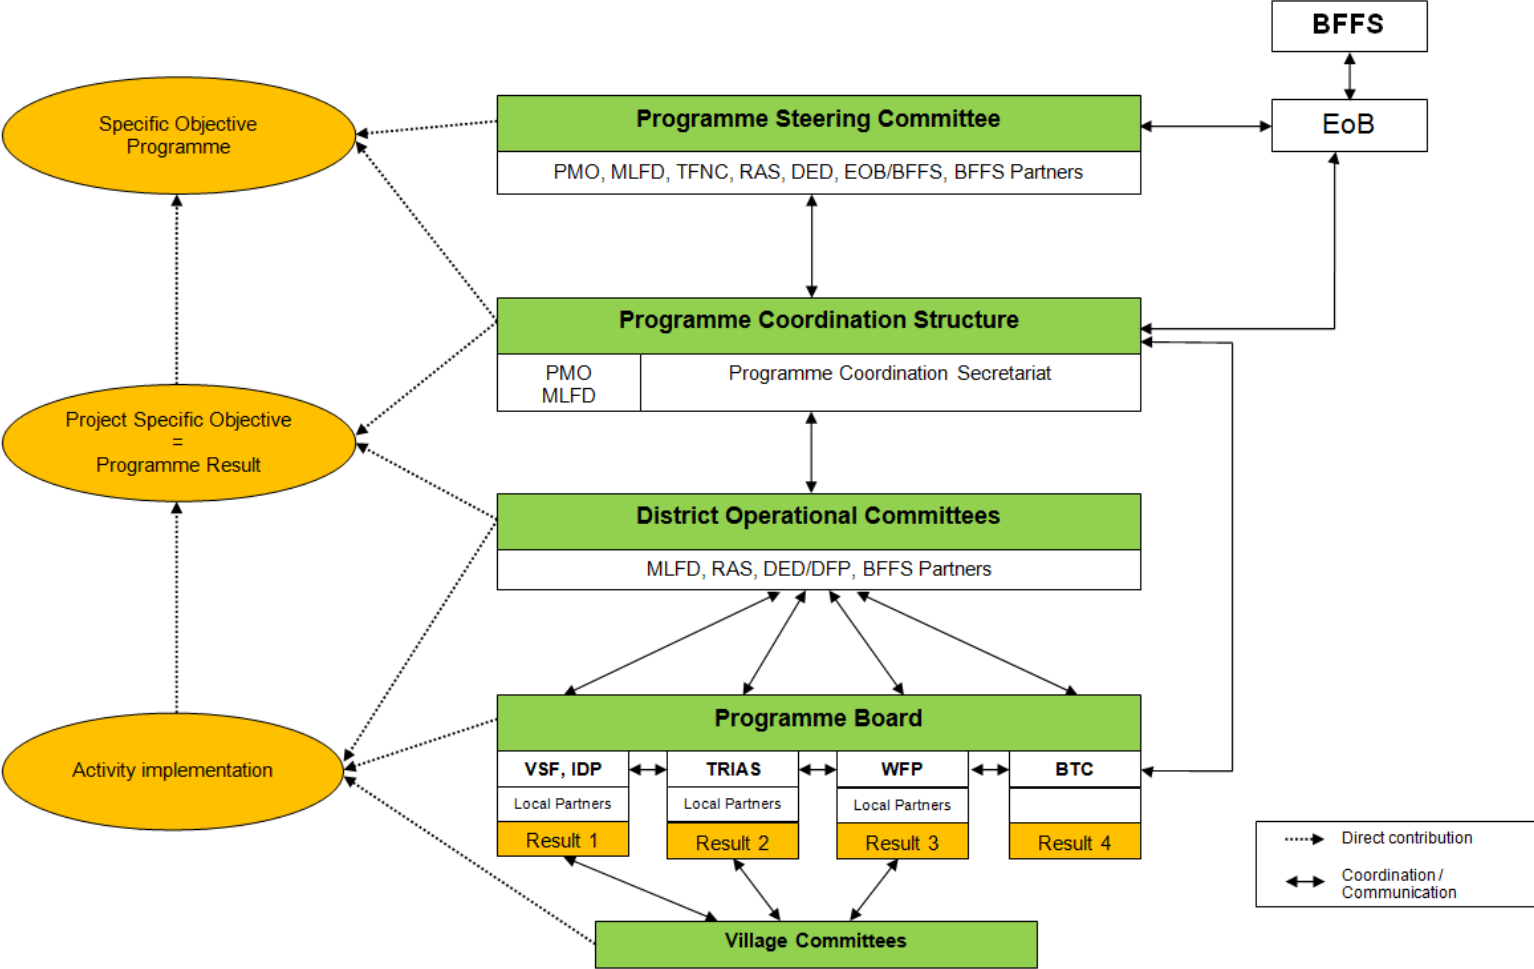 BFFS
EoB
Specific Objective
Programme
Programme Steering Committee
PMO, MLFD, TFNC, RAS, DED, EOB/BFFS, BFFS Partners
Programme Coordination Structure
PMO
MLFD
Programme Coordination Secretariat
Project Specific Objective
=
Programme Result
District Operational Committees
MLFD, RAS, DED/DFP, BFFS Partners
Programme Board
Activity implementation
VSF, IDP
TRIAS
WFP
BTC
Local Partners
Local Partners
Local Partners
Result 1
Result 2
Result 3
Result 4
Village Committees
Direct contribution
Coordination /
Communication